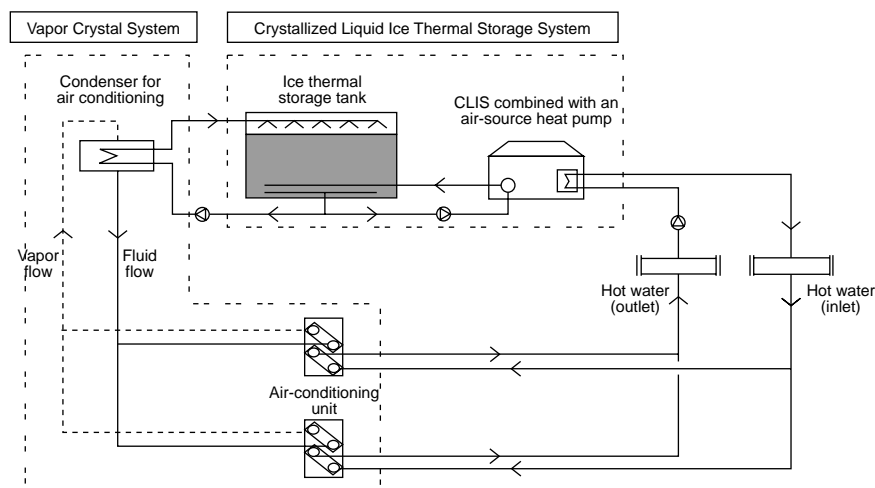 Vapor Crystal System
Crystallized Liquid Ice Thermal Storage System
Condenser for
air conditioning
Ice thermal
storage tank
CLIS combined with an
air-source heat pump
Vapor
flow
Fluid
flow
Hot water
(outlet)
Hot water
(inlet)
Air-conditioning
unit